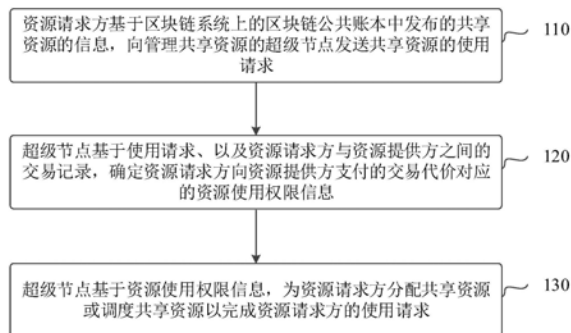 资源请求方基于区块链系统上的区块链公共账本中发布的共享
资源的信息，向管理共享资源的超级节点发送共享资源的使用
请求
110
超级节点基于使用请求、以及资源请求方与资源提供方之间的
交易记录，确定资源请求方向资源提供方支付的交易代价对应
的资源使用权限信息
120
超级节点基于资源使用权限信息，为资源请求方分配共享资源
或调度共享资源以完成资源请求方的使用请求
130